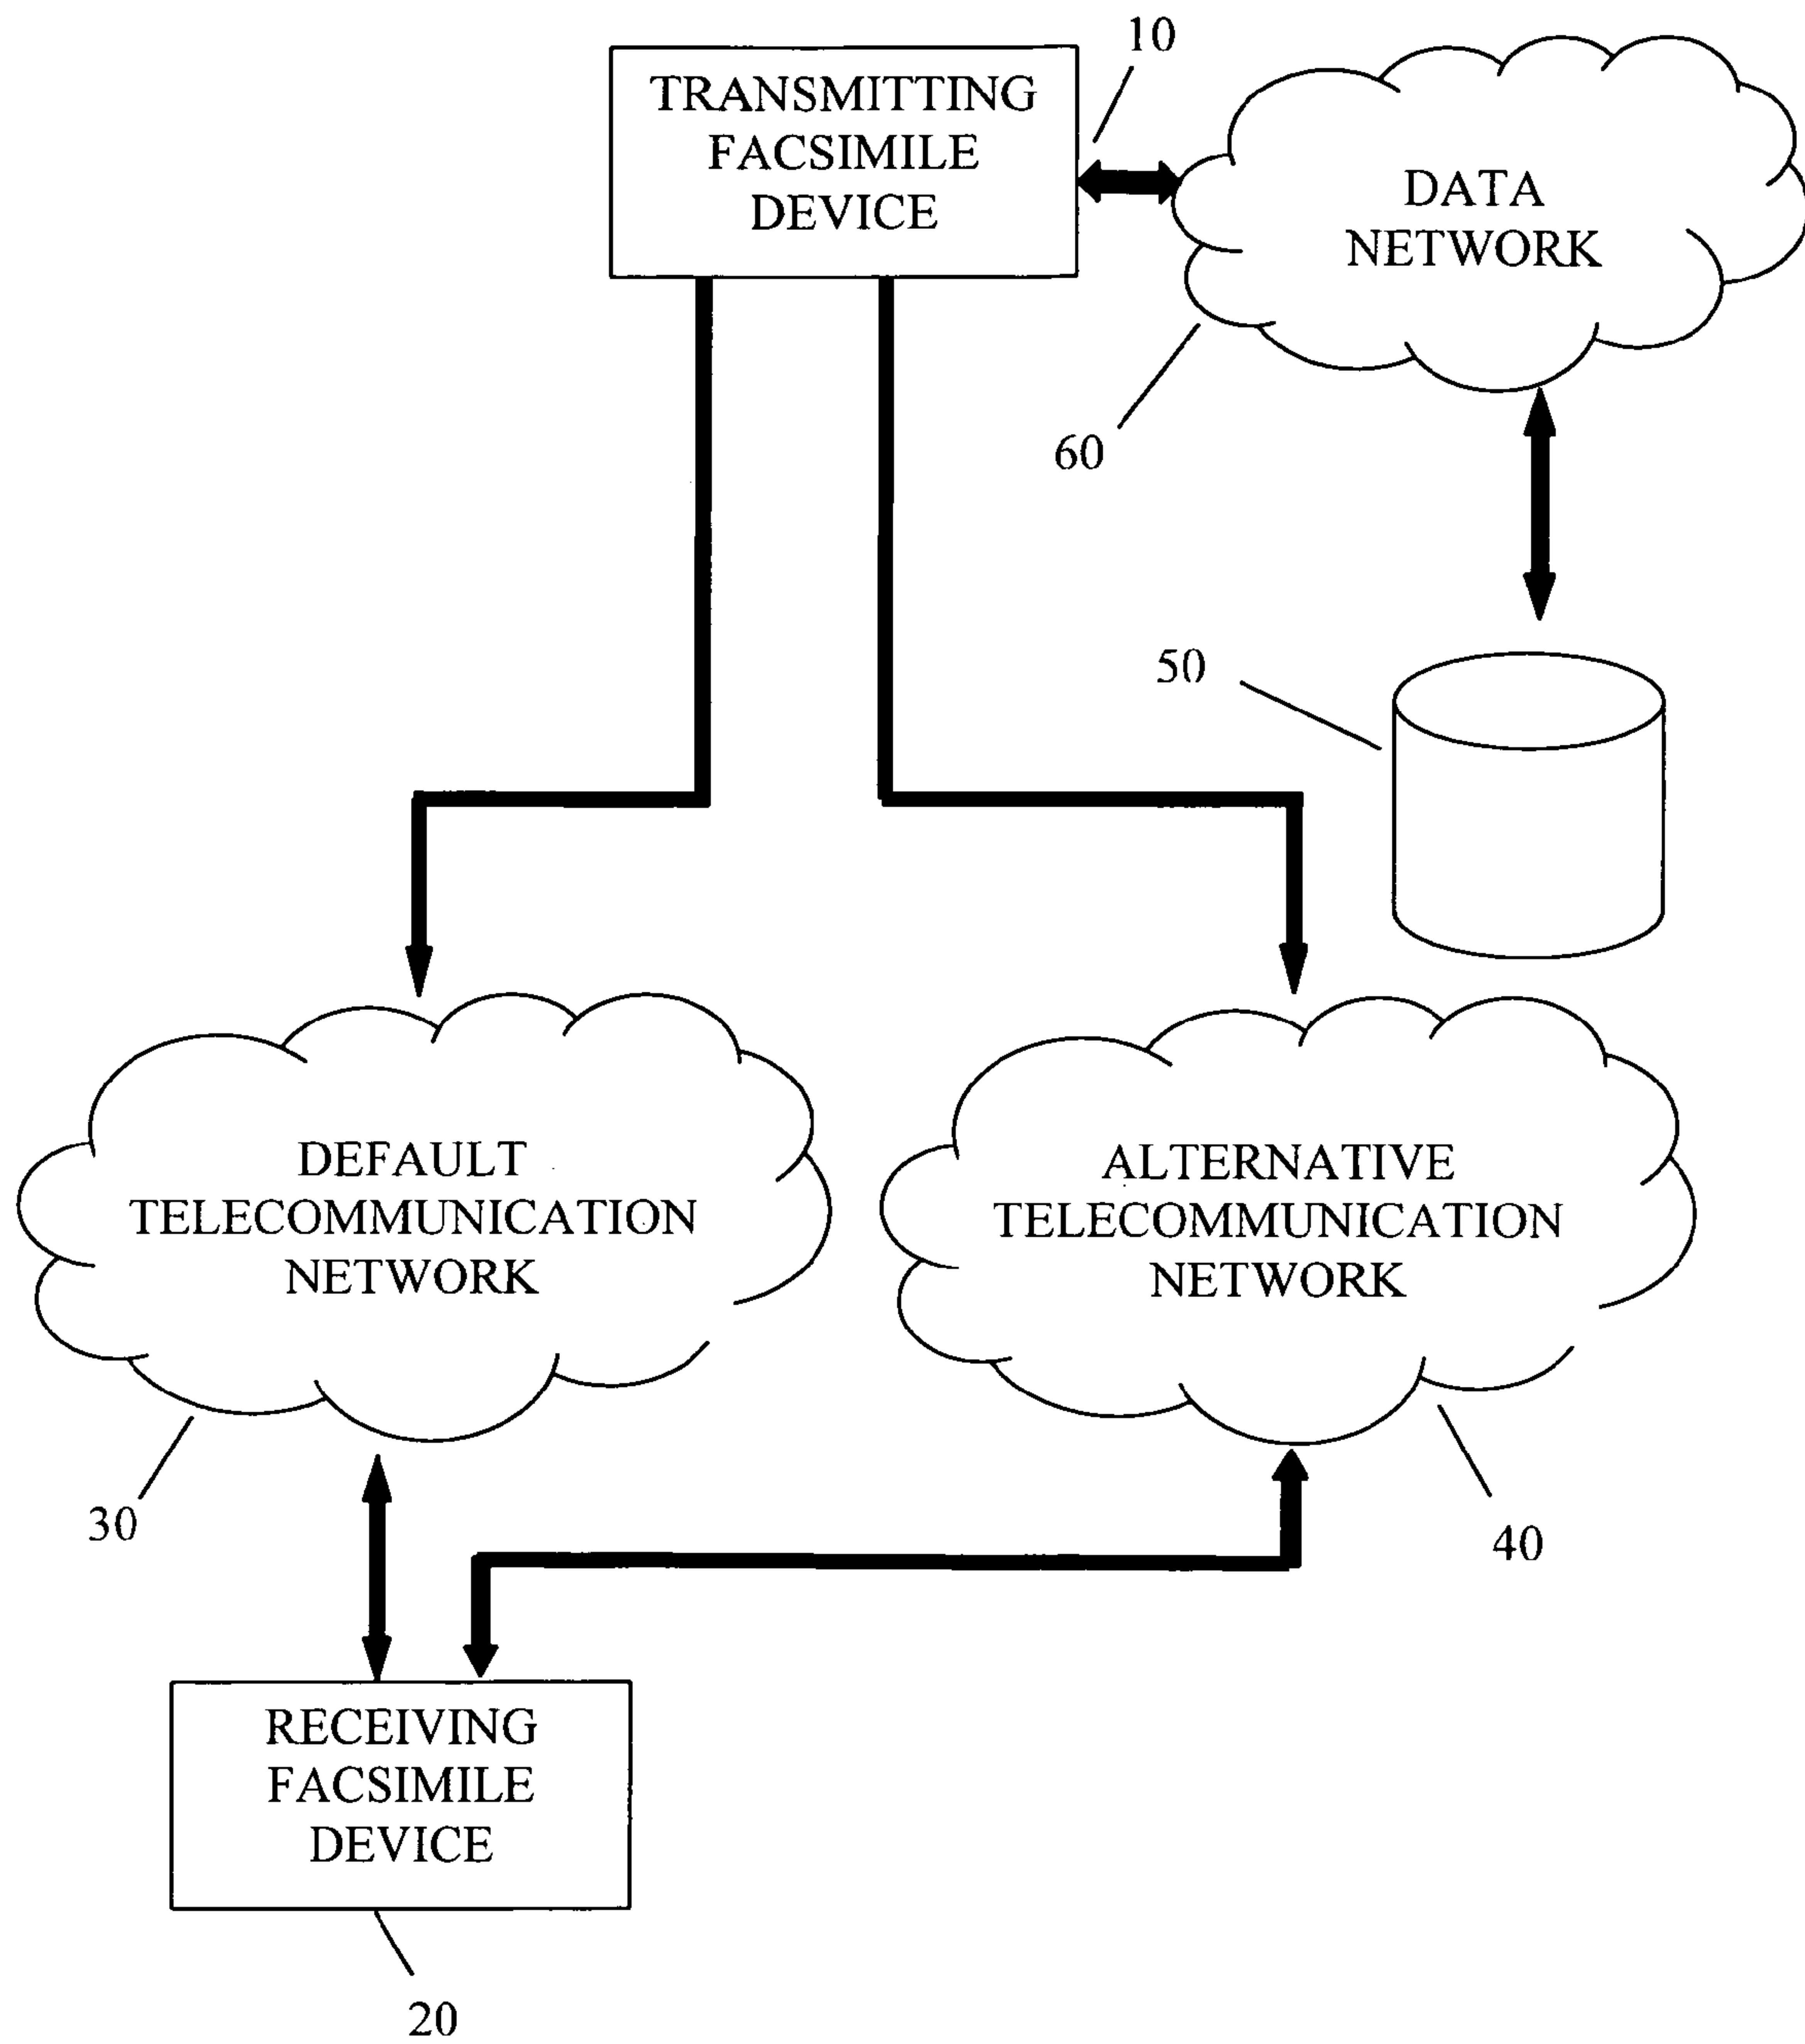 10
TRANSMITTING
FACSIMILE
DEVICE
DATA
NETWORK
60
50
DEFAULT
TELECOMMUNICATION
NETWORK
ALTERNATIVE
TELECOMMUNICATION
NETWORK
30
40
RECEIVING
FACSIMILE
DEVICE
20